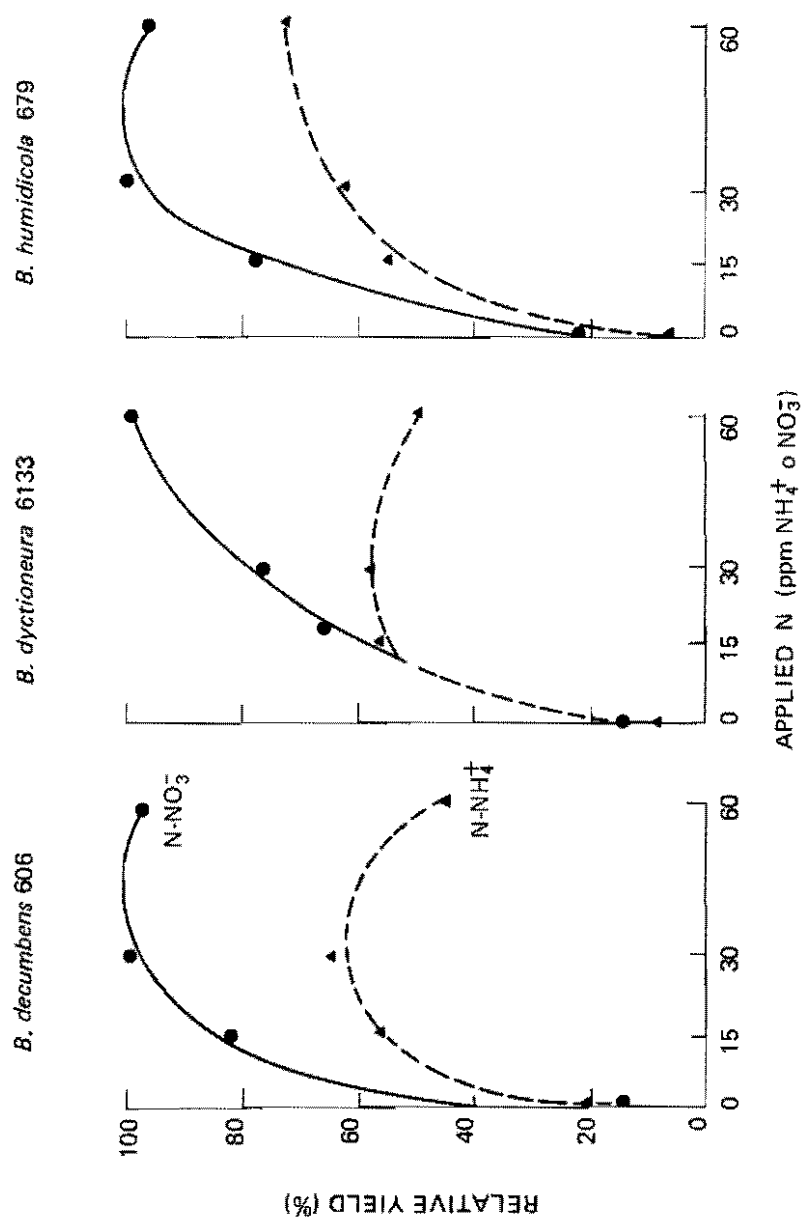 B. decumbens 606
B. dyctioneura 6133
B. humidicola 679
RELATIVE YIELD (%)
100
80
60
40
20
0
N-NO₃⁻
N-NH₄⁺
0 15 30 60
0 15 30 60
0 15 30 60
APPLIED N (ppm NH₄⁺ o NO₃⁻)